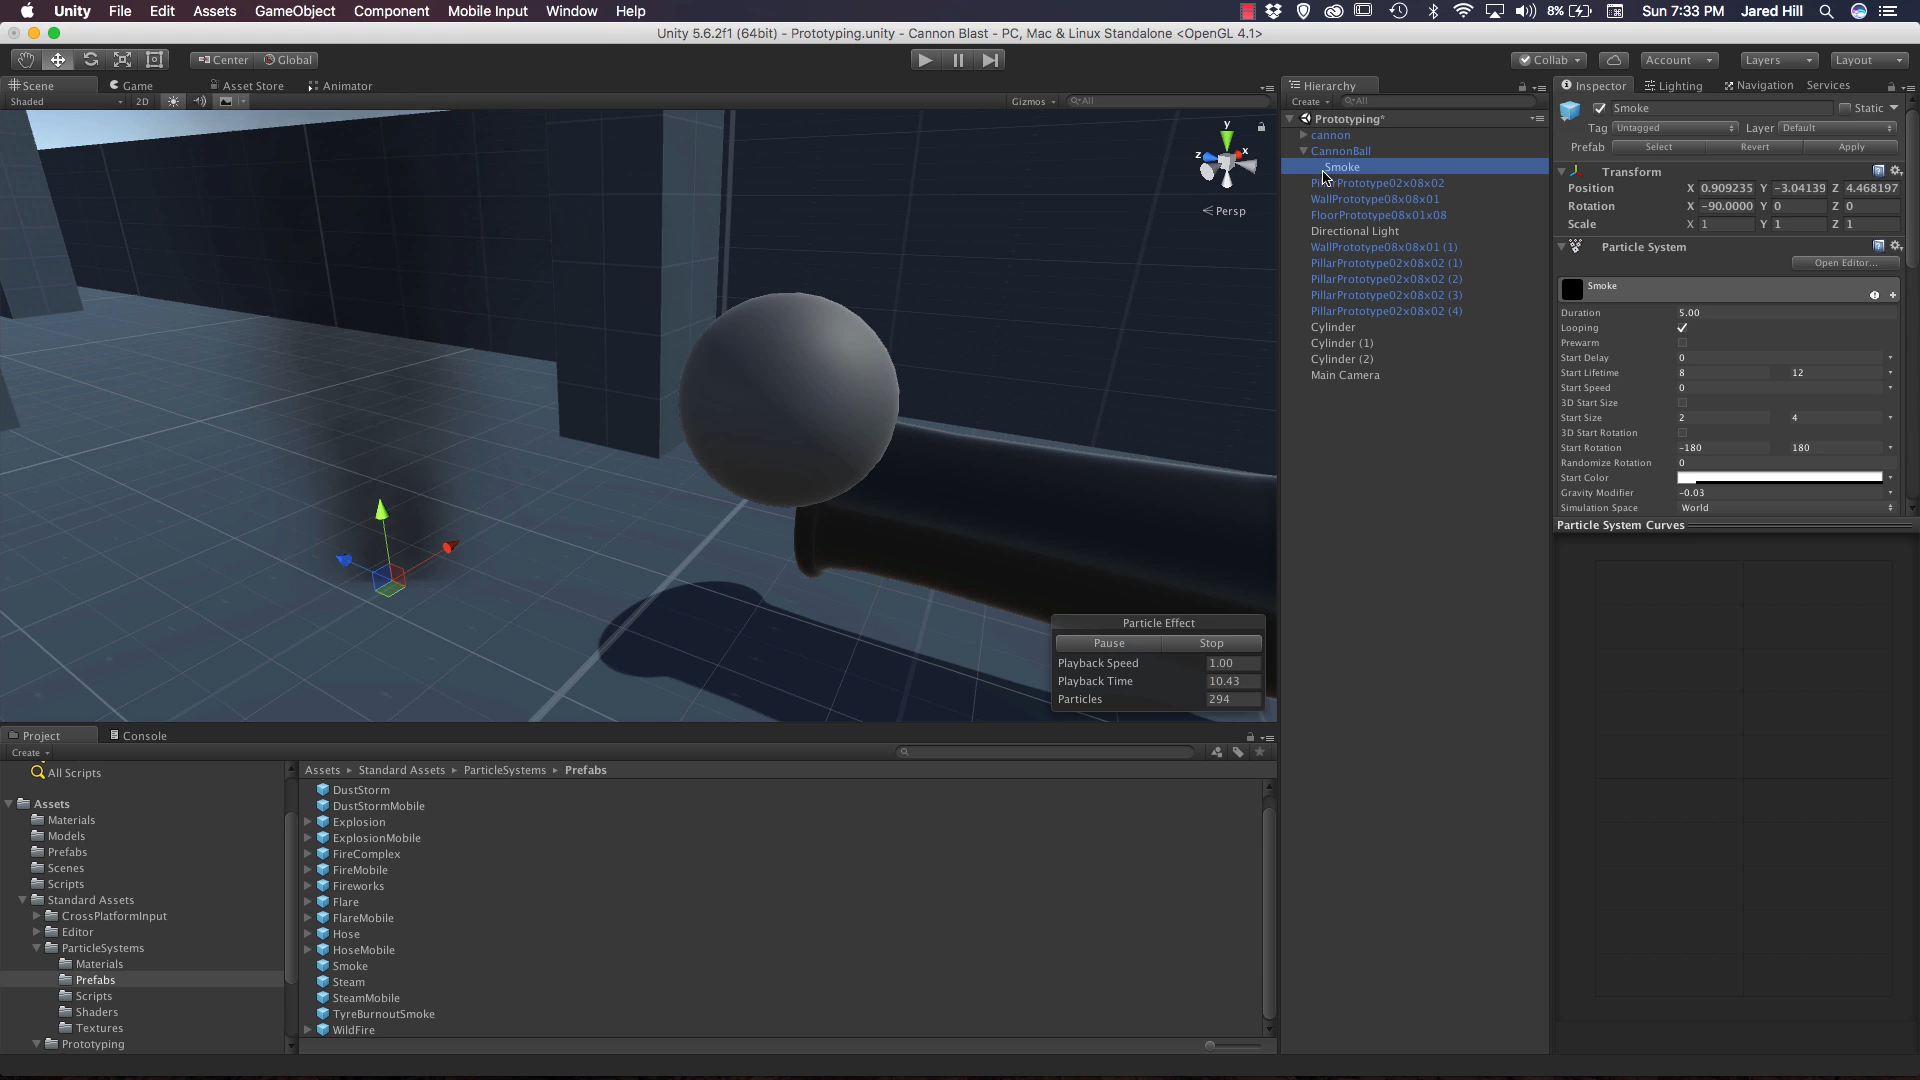 Unity File Edit Assets GameObject Component Mobile Input Window Help 8% Sun 7:33 PM Jared Hill
Unity 5.6.2f1 (64bit) - Prototyping.unity - Cannon Blast - PC, Mac & Linux Standalone <OpenGL 4.1>
Center Global Collab Account Layers Layout
Scene Game Asset Store Animator
Shaded 2D Gizmos All
y
z x
Persp
Particle Effect
Pause Stop
Playback Speed 1.00
Playback Time 10.43
Particles 294
Hierarchy
Create All
Prototyping*
cannon
CannonBall
Smoke
PillarPrototype02x08x02
WallPrototype08x08x01
FloorPrototype08x01x08
Directional Light
WallPrototype08x08x01 (1)
PillarPrototype02x08x02 (1)
PillarPrototype02x08x02 (2)
PillarPrototype02x08x02 (3)
PillarPrototype02x08x02 (4)
Cylinder
Cylinder (1)
Cylinder (2)
Main Camera
Inspector Lighting Navigation Services
Smoke Static
Tag Untagged Layer Default
Prefab Select Revert Apply
Transform
Position X 0.909235 Y -3.04139 Z 4.468197
Rotation X -90.0000 Y 0 Z 0
Scale X 1 Y 1 Z 1
Particle System
Open Editor...
Smoke
Duration 5.00
Looping
Prewarm
Start Delay 0
Start Lifetime 8 12
Start Speed 0
3D Start Size
Start Size 2 4
3D Start Rotation
Start Rotation -180 180
Randomize Rotation 0
Start Color
Gravity Modifier -0.03
Simulation Space World
Particle System Curves
Project Console
Create
All Scripts
Assets
Materials
Models
Prefabs
Scenes
Scripts
Standard Assets
CrossPlatformInput
Editor
ParticleSystems
Materials
Prefabs
Scripts
Shaders
Textures
Prototyping
Assets Standard Assets ParticleSystems Prefabs
DustStorm
DustStormMobile
Explosion
ExplosionMobile
FireComplex
FireMobile
Fireworks
Flare
FlareMobile
Hose
HoseMobile
Smoke
Steam
SteamMobile
TyreBurnoutSmoke
WildFire